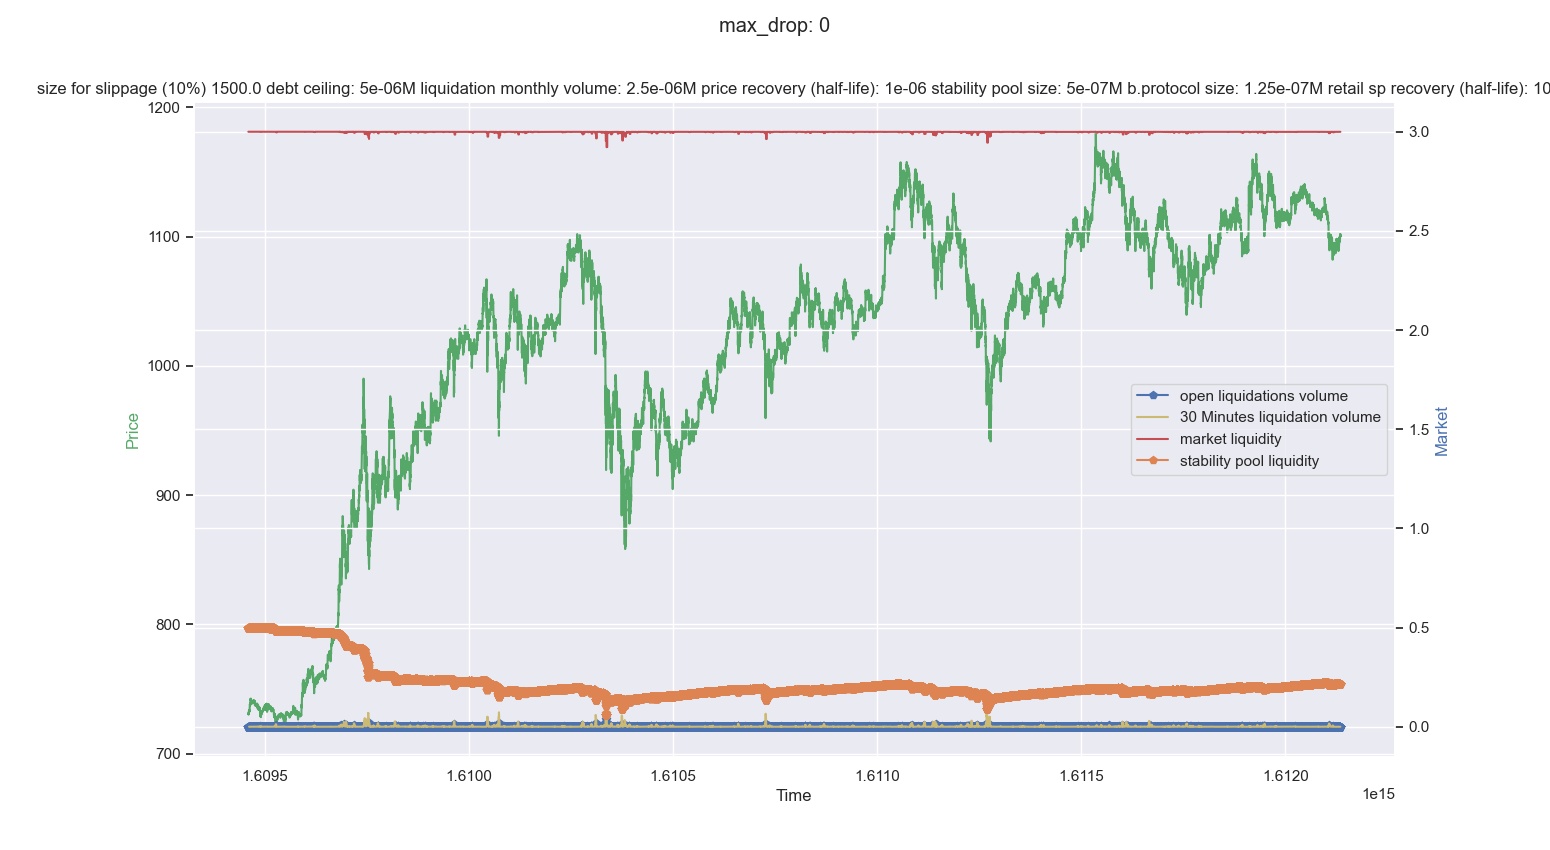 max_drop: 0
size for slippage (10%) 1500.0 debt ceiling: 5e-06M liquidation monthly volume: 2.5e-06M price recovery (half-life): 1e-06 stability pool size: 5e-07M b.protocol size: 1.25e-07M retail sp recovery (half-life): 10
1200
1100
1000
900
800
700
Price
3.0
2.5
2.0
1.5
1.0
0.5
0.0
Market
open liquidations volume
30 Minutes liquidation volume
market liquidity
stability pool liquidity
1.6095 1.6100 1.6105 1.6110 1.6115 1.6120
Time
1e15